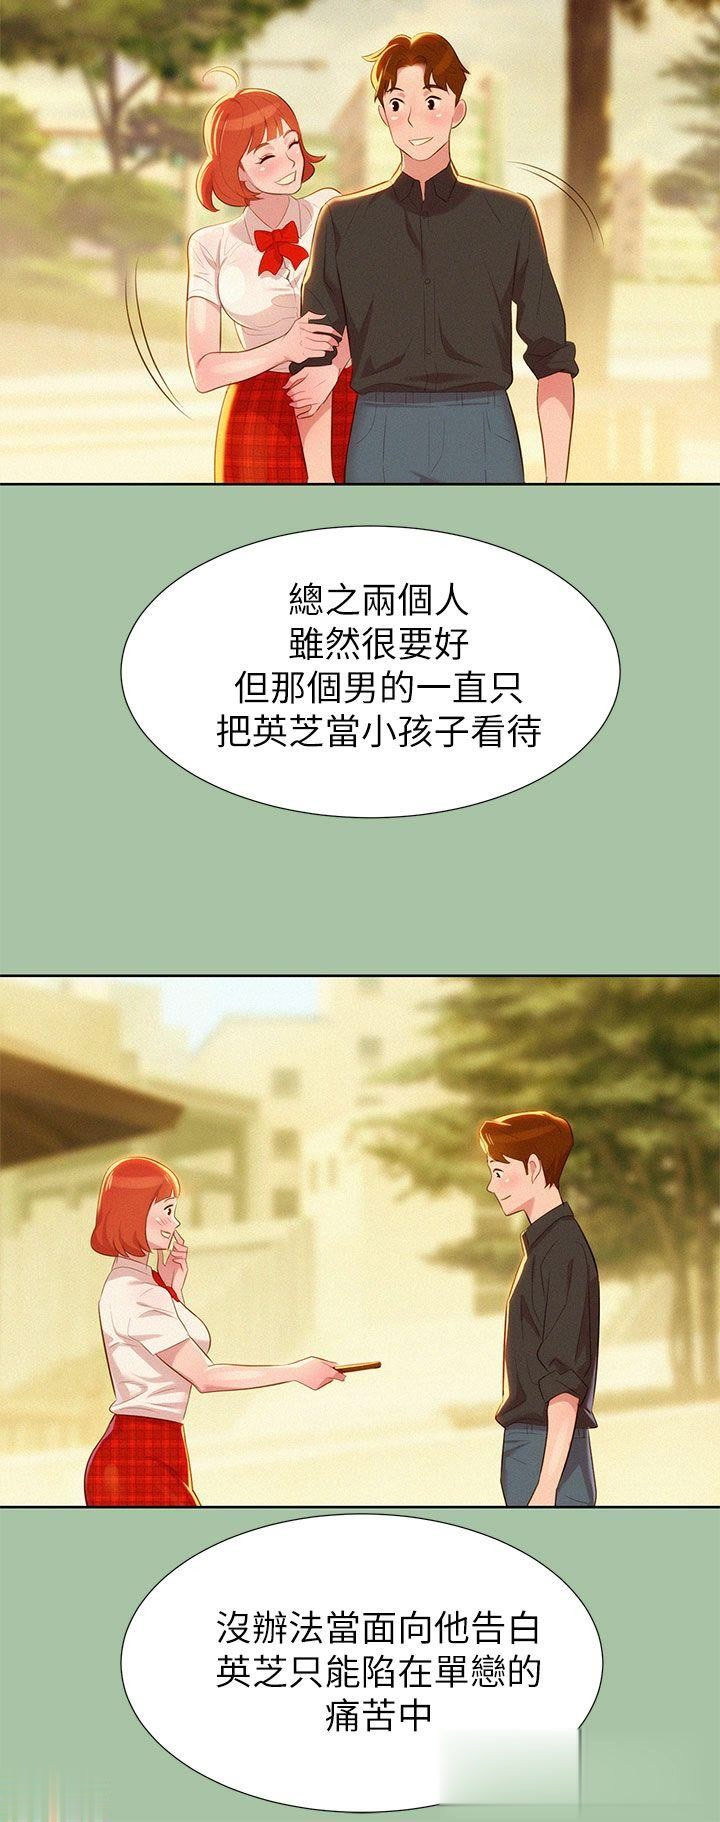 總之兩個人
雖然很要好
但那個男的一直只
把英芝當小孩子看待
沒辦法當面向他告白
英芝只能陷在單戀的
痛苦中